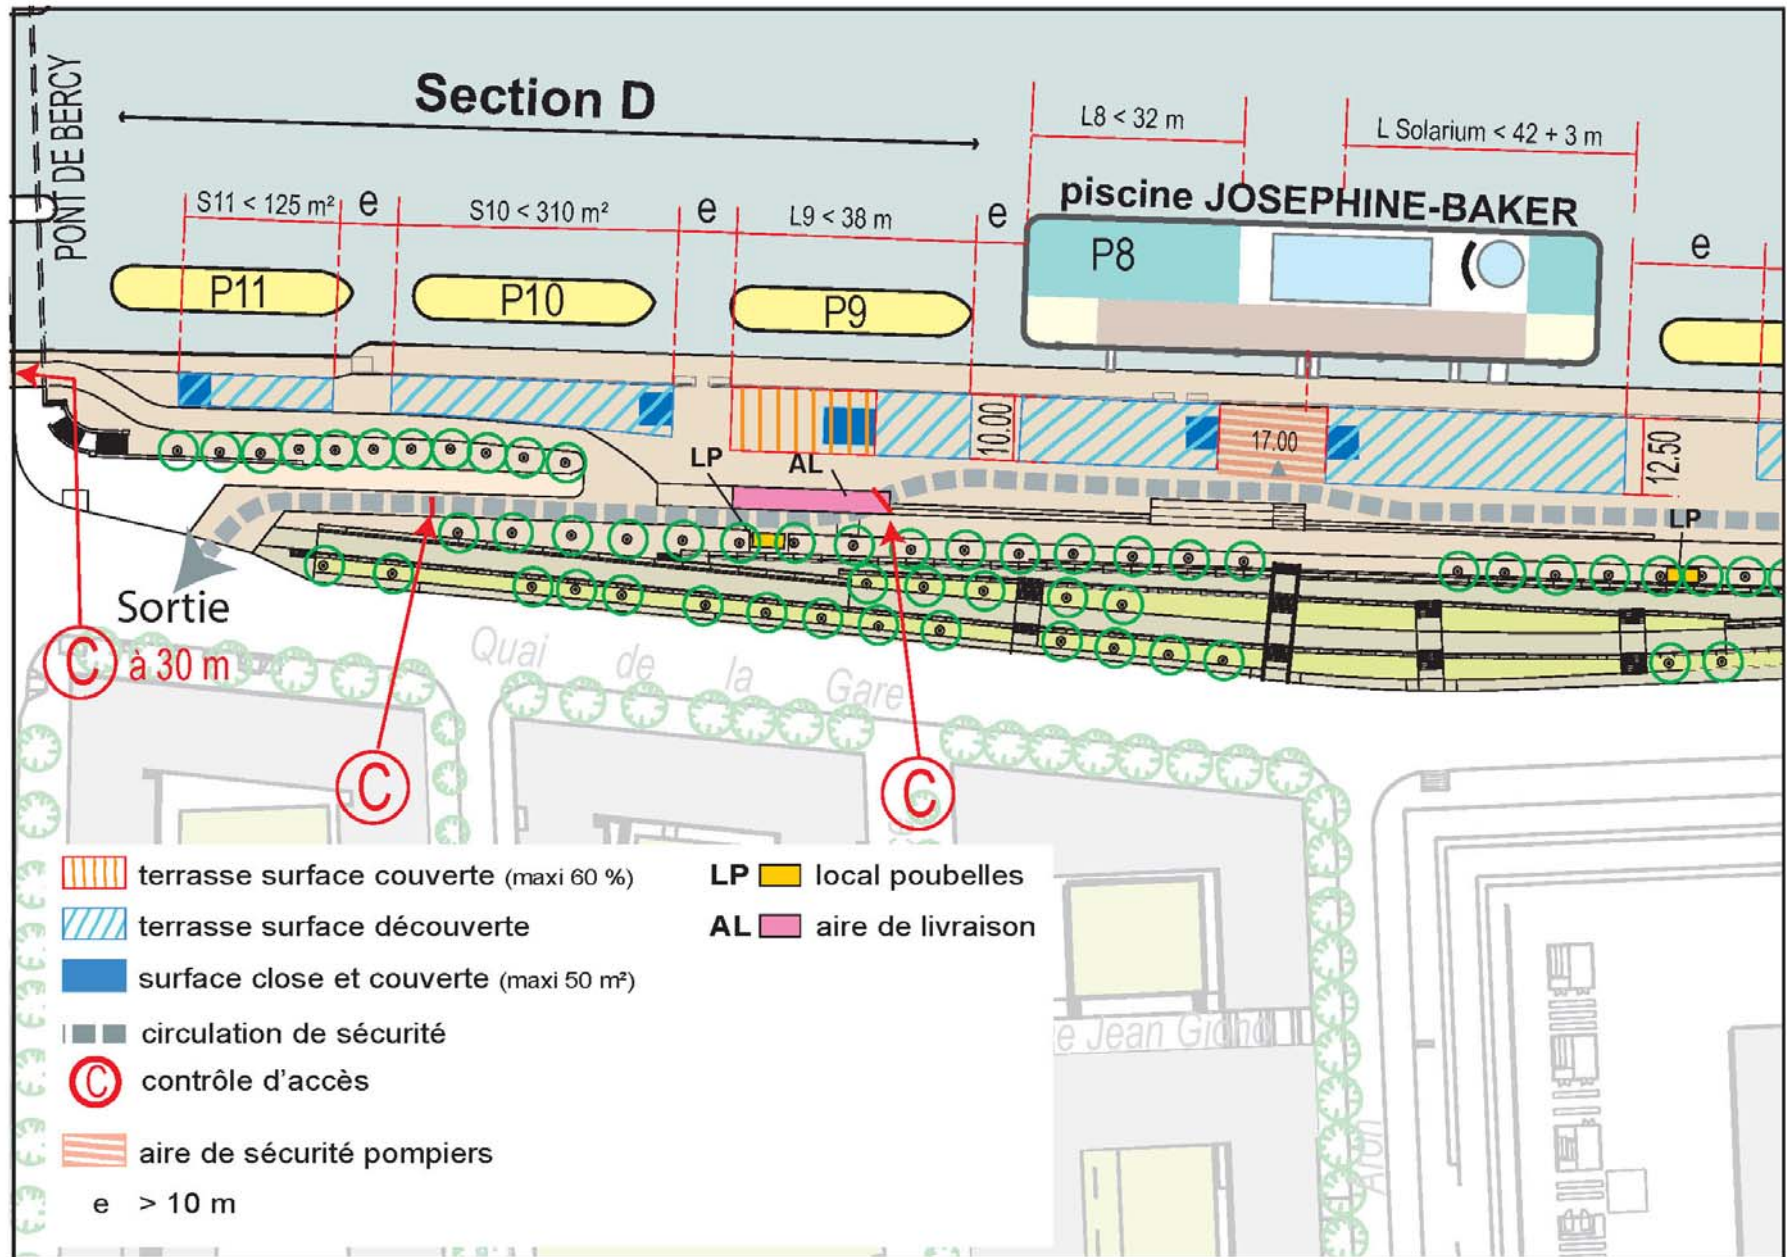 PONT DE BERCY
Section D
L8 < 32 m
L Solarium < 42 + 3 m
S11 < 125 m²
e
S10 < 310 m²
e
L9 < 38 m
e
piscine JOSEPHINE-BAKER
e
P11
P10
P9
P8
10.00
17.00
12.50
LP
AL
LP
Sortie
C
à 30 m
C
C
Quai de la Gare
terrasse surface couverte (maxi 60 %)
terrasse surface découverte
surface close et couverte (maxi 50 m²)
circulation de sécurité
C contrôle d'accès
aire de sécurité pompiers
e > 10 m
LP local poubelles
AL aire de livraison
e Jean Giono
Aron